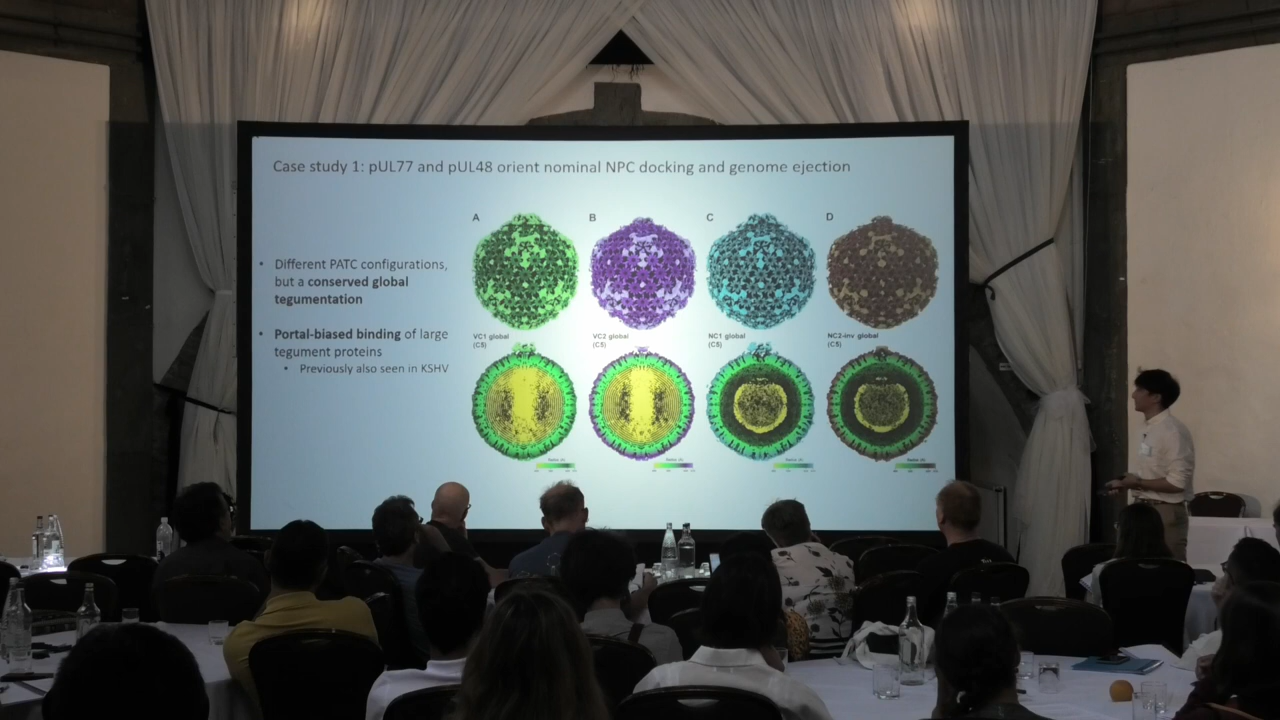 Case study 1: pUL77 and pUL48 orient nominal NPC docking and genome ejection
A B C D
• Different PATC configurations,
but a conserved global
tegumentation
• Portal-biased binding of large
tegument proteins
• Previously also seen in KSHV
VC1 global
(C5)
VC2 global
(C5)
NC1 global
(C5)
NC2-inv global
(C5)